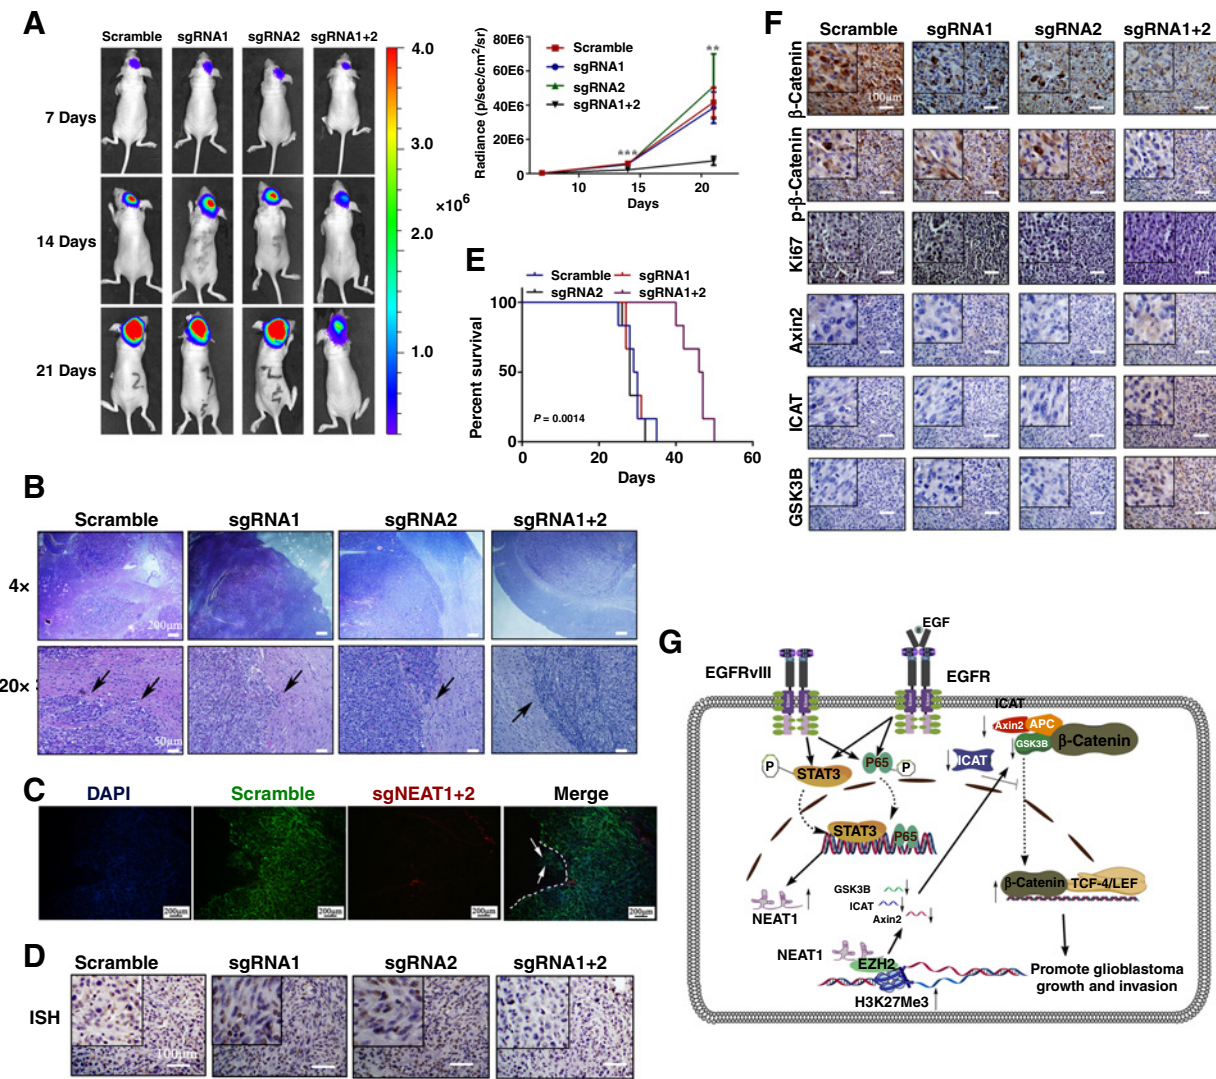 A
Scramble sgRNA1 sgRNA2 sgRNA1+2
7 Days
14 Days
21 Days
4.0
3.0
×10⁶
2.0
1.0
Radiance (p/sec/cm²/sr)
80E6
60E6
40E6
20E6
0
10 15 20
Days
Scramble
sgRNA1
sgRNA2
sgRNA1+2
***
**
E
Scramble sgRNA1
sgRNA2 sgRNA1+2
Percent survival
100
50
0
P = 0.0014
0 20 40 60
Days
B
Scramble sgRNA1 sgRNA2 sgRNA1+2
4×
200μm
20×
50μm
C
DAPI Scramble sgNEAT1+2 Merge
200μm 200μm 200μm 200μm
D
Scramble sgRNA1 sgRNA2 sgRNA1+2
ISH
100μm
F
Scramble sgRNA1 sgRNA2 sgRNA1+2
β-Catenin
100μm
p-β-Catenin
Ki67
Axin2
ICAT
GSK3B
G
EGF
EGFRvIII
EGFR
ICAT
Axin2 APC
GSK3B β-Catenin
ICAT
P STAT3 P65 P
STAT3 P65
NEAT1
GSK3B
ICAT
Axin2
β-Catenin TCF-4/LEF
NEAT1
EZH2
H3K27Me3
Promote glioblastoma
growth and invasion